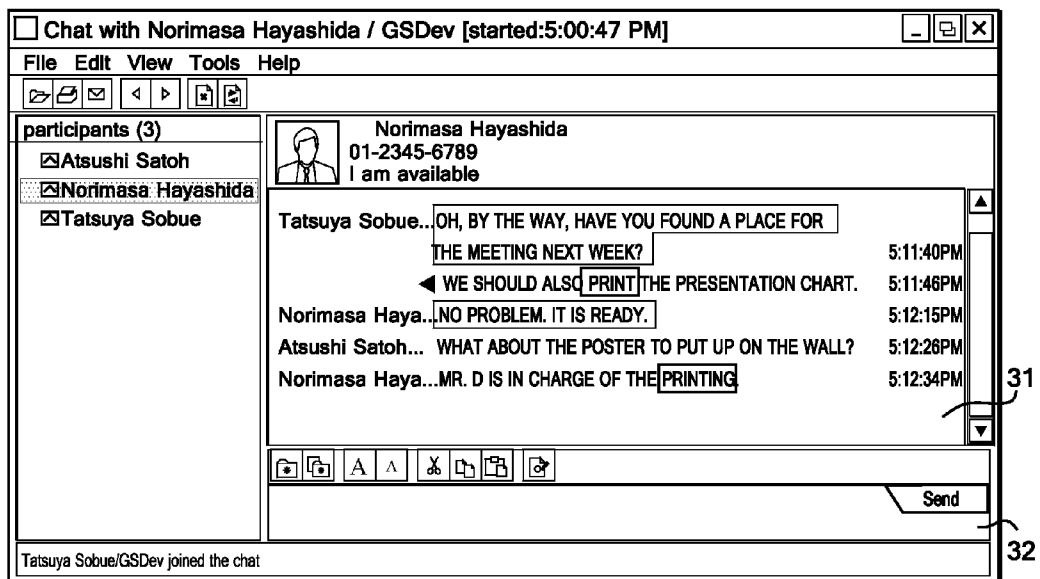 Chat with Norimasa Hayashida / GSDev [started:5:00:47 PM]
File Edit View Tools Help
participants (3)
Atsushi Satoh
Norimasa Hayashida
Tatsuya Sobue
Norimasa Hayashida
01-2345-6789
I am available
Tatsuya Sobue...OH, BY THE WAY, HAVE YOU FOUND A PLACE FOR
THE MEETING NEXT WEEK? 5:11:40PM
WE SHOULD ALSO PRINT THE PRESENTATION CHART. 5:11:46PM
Norimasa Haya...NO PROBLEM. IT IS READY. 5:12:15PM
Atsushi Satoh... WHAT ABOUT THE POSTER TO PUT UP ON THE WALL? 5:12:26PM
Norimasa Haya...MR. D IS IN CHARGE OF THE PRINTING. 5:12:34PM
31
A A
Send
32
Tatsuya Sobue/GSDev joined the chat